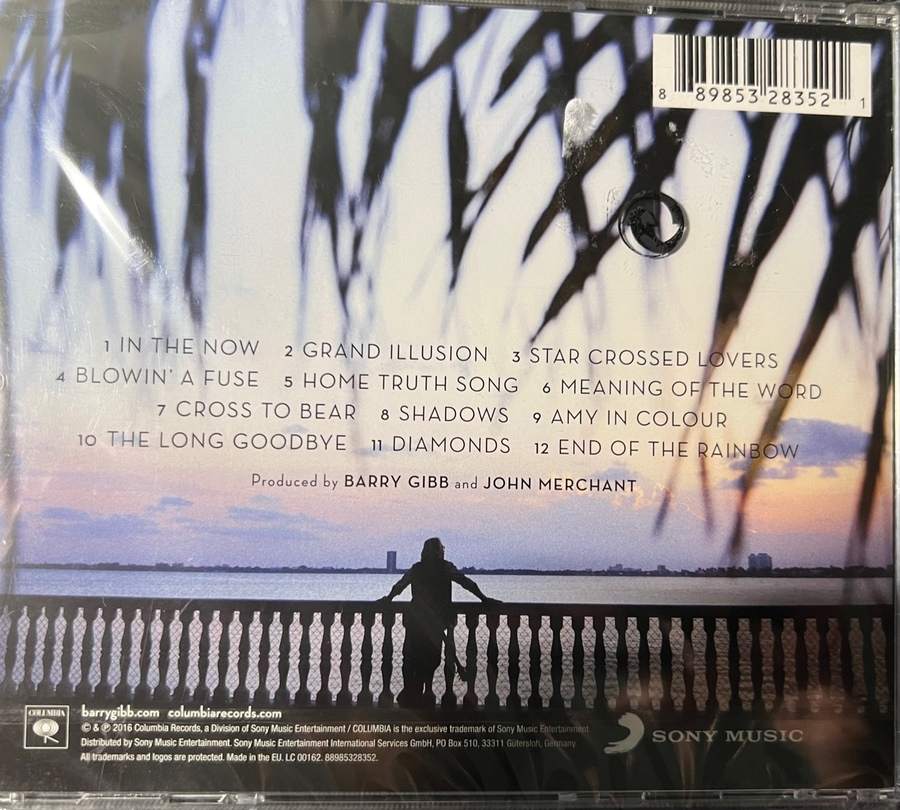 8 89853 28352 1
1 IN THE NOW 2 GRAND ILLUSION 3 STAR CROSSED LOVERS
4 BLOWIN' A FUSE 5 HOME TRUTH SONG 6 MEANING OF THE WORD
7 CROSS TO BEAR 8 SHADOWS 9 AMY IN COLOUR
10 THE LONG GOODBYE 11 DIAMONDS 12 END OF THE RAINBOW
Produced by BARRY GIBB and JOHN MERCHANT
COLUMBIA
barrygibb.com columbiarecords.com
© & ℗ 2016 Columbia Records, a Division of Sony Music Entertainment / COLUMBIA is the exclusive trademark of Sony Music Entertainment.
Distributed by Sony Music Entertainment. Sony Music Entertainment International Services GmbH, PO Box 510, 33311 Gütersloh, Germany
All trademarks and logos are protected. Made in the EU. LC 00162. 88985328352.
SONY MUSIC